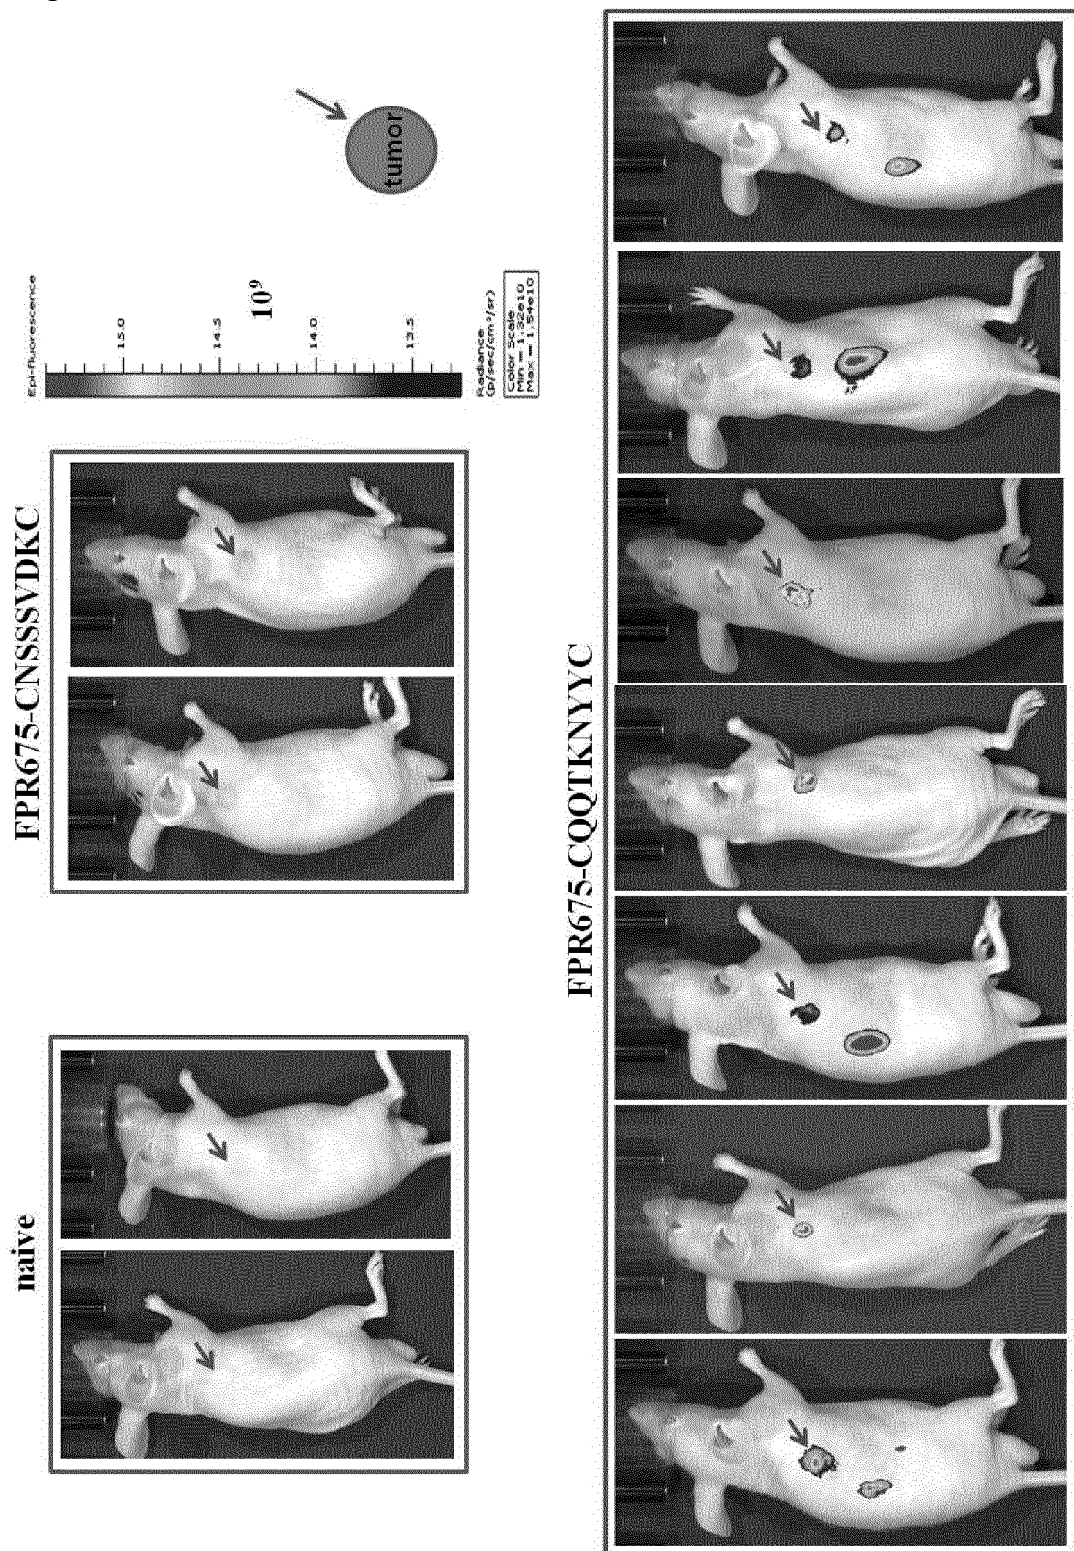 naive
FPR675-CNSSSVDKC
Epi-fluorescence
15.0
14.5
14.0
13.5
10⁹
Radiance
(p/sec/cm²/sr)
Color Scale
Min = 1.32e10
Max = 1.54e10
tumor
FPR675-CQQTKNYYC